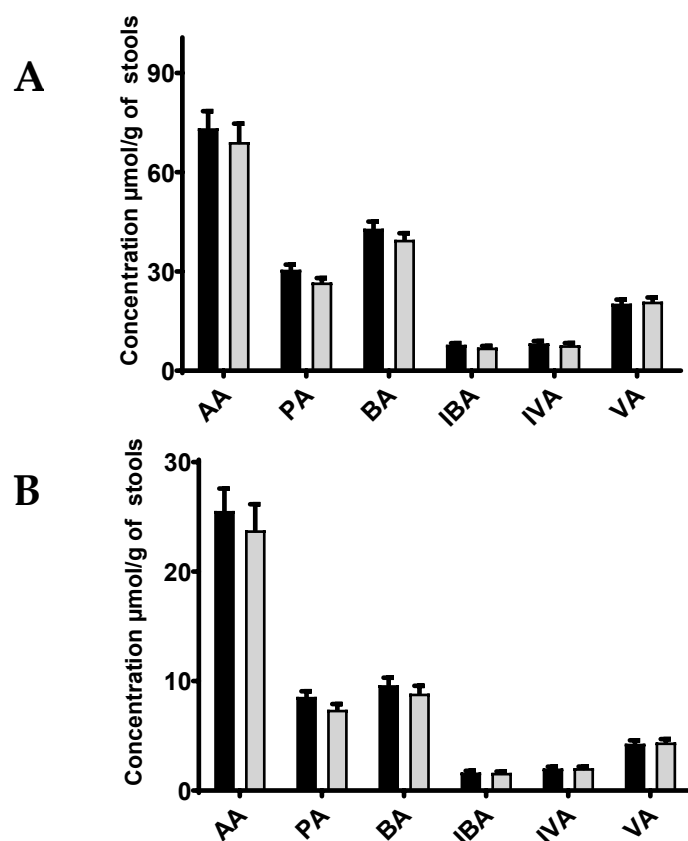 A
Concentration µmol/g of stools
90
60
30
0
AA
PA
BA
IBA
IVA
VA
B
Concentration µmol/g of stools
30
20
10
0
AA
PA
BA
IBA
IVA
VA